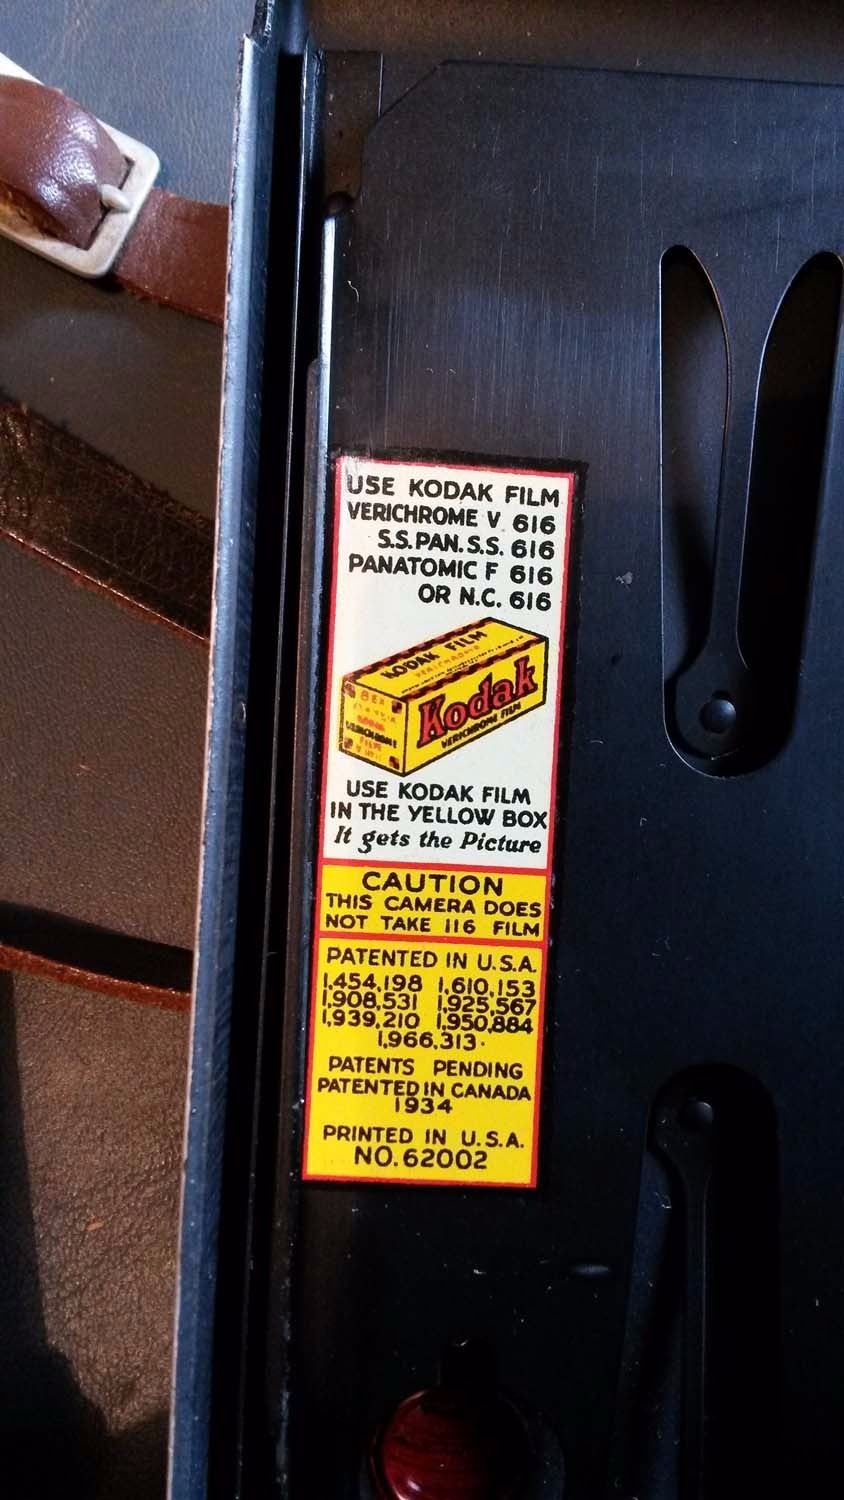 USE KODAK FILM
VERICHROME V 616
S.S. PAN. S.S. 616
PANATOMIC F 616
OR N.C. 616
KODAK FILM
VERICHROME
Kodak
VERICHROME FILM
USE KODAK FILM
IN THE YELLOW BOX
It gets the Picture
CAUTION
THIS CAMERA DOES
NOT TAKE 116 FILM
PATENTED IN U.S.A.
1,454,198 1,610,153
1,908,531 1,925,567
1,939,210 1,950,884
1,966,313.
PATENTS PENDING
PATENTED IN CANADA
1934
PRINTED IN U.S.A.
NO. 62002